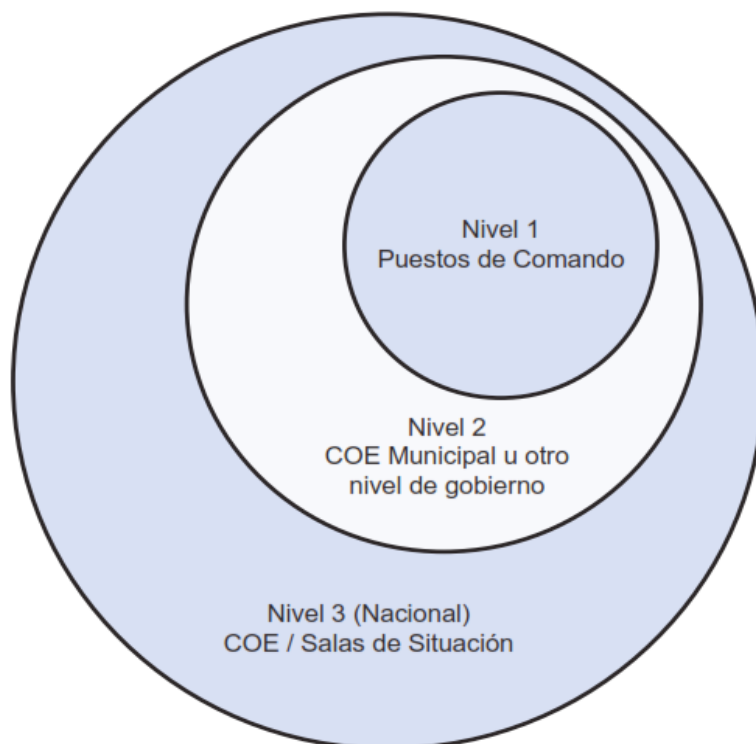 Nivel 1
Puestos de Comando
Nivel 2
COE Municipal u otro
nivel de gobierno
Nivel 3 (Nacional)
COE / Salas de Situación